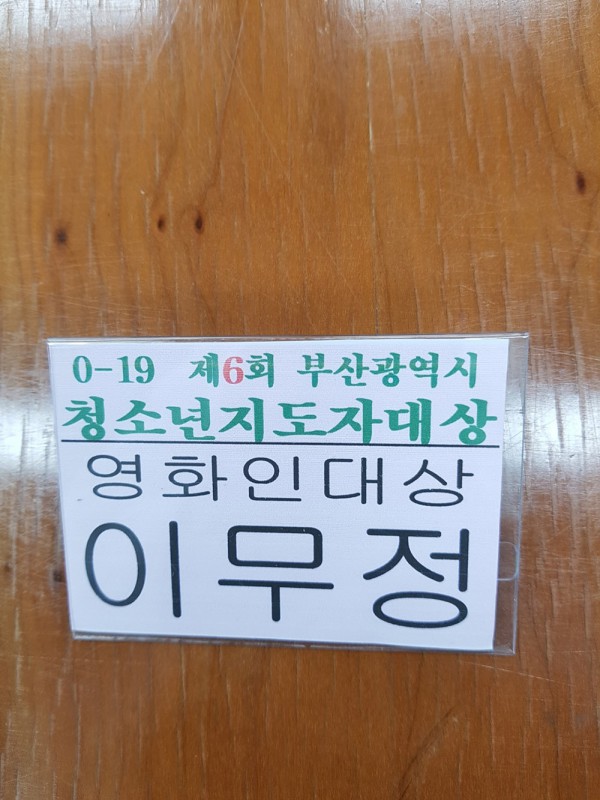 0-19 제6회 부산광역시
청소년지도자대상
영화인대상
이무정